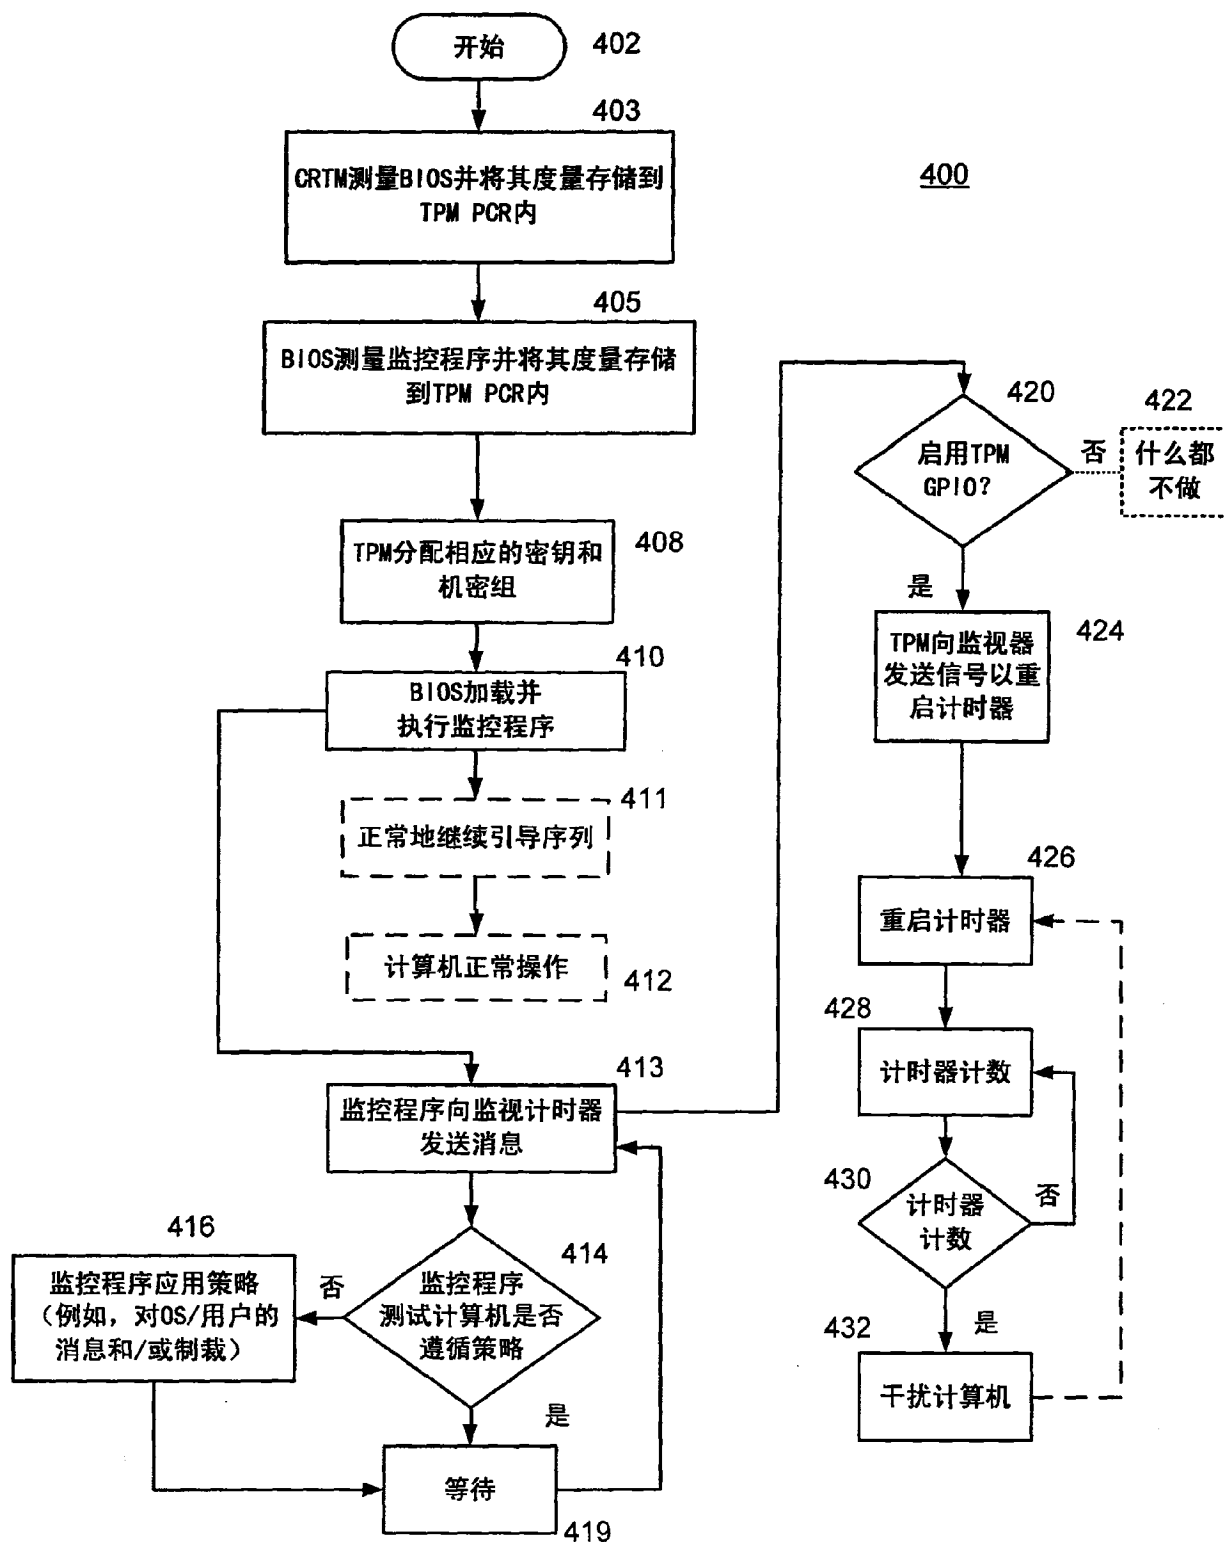 开始
402
403
CRTM测量BIOS并将其度量存储到
TPM PCR内
400
405
BIOS测量监控程序并将其度量存储
到TPM PCR内
TPM分配相应的密钥和
机密组
408
410
BIOS加载并
执行监控程序
411
正常地继续引导序列
计算机正常操作
412
413
监控程序向监视计时器
发送消息
414
监控程序
测试计算机是否
遵循策略
否
416
监控程序应用策略
(例如，对OS/用户的
消息和/或制裁)
是
等待
419
420
启用TPM
GPIO?
否
422
什么都
不做
是
TPM向监视器
发送信号以重
启计时器
424
426
重启计时器
428
计时器计数
430
计时器
计数
否
是
432
干扰计算机